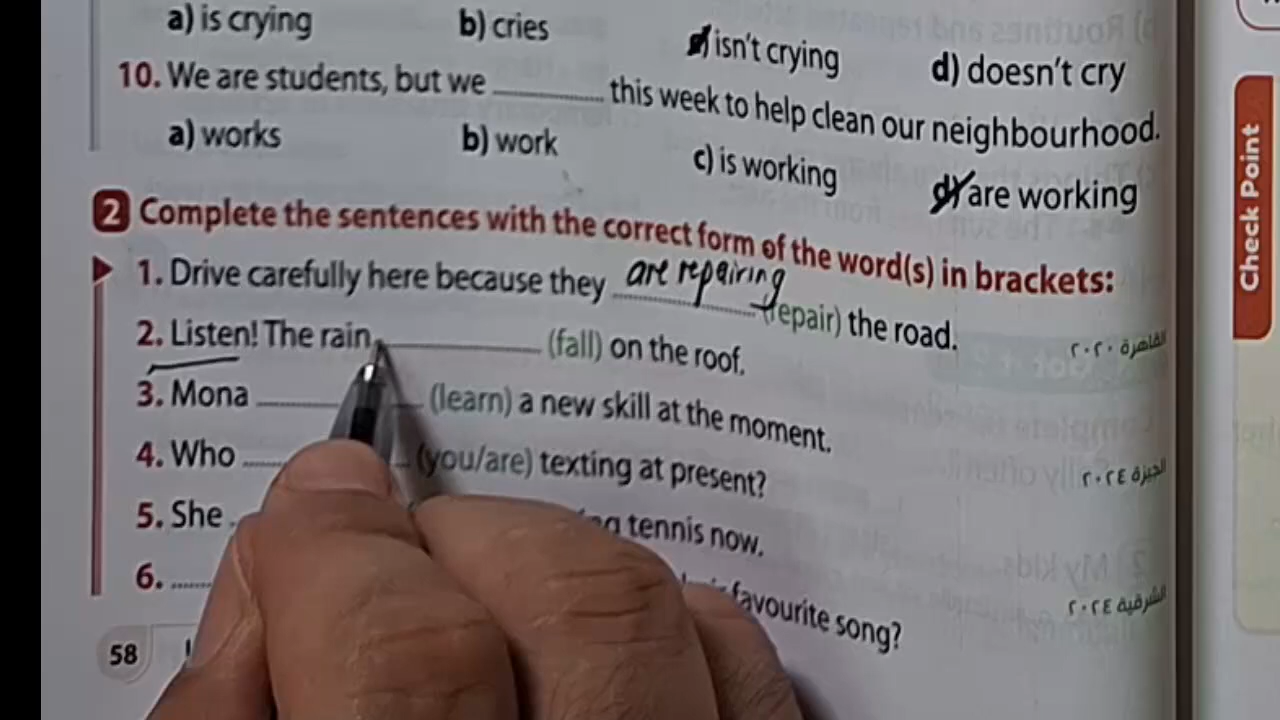 a) is crying b) cries isn't crying d) doesn't cry
10. We are students, but we ______ this week to help clean our neighbourhood.
a) works b) work c) is working d) are working
2 Complete the sentences with the correct form of the word(s) in brackets:
1. Drive carefully here because they are repairing (repair) the road. القاهرة ٢٠٢٠
2. Listen! The rain ______ (fall) on the roof.
3. Mona ______ (learn) a new skill at the moment.
4. Who ______ (you/are) texting at present? الجيزة ٢٠٢٤
5. She tennis now.
6. favourite song? الشرقية ٢٠٢٤
58
Check Point